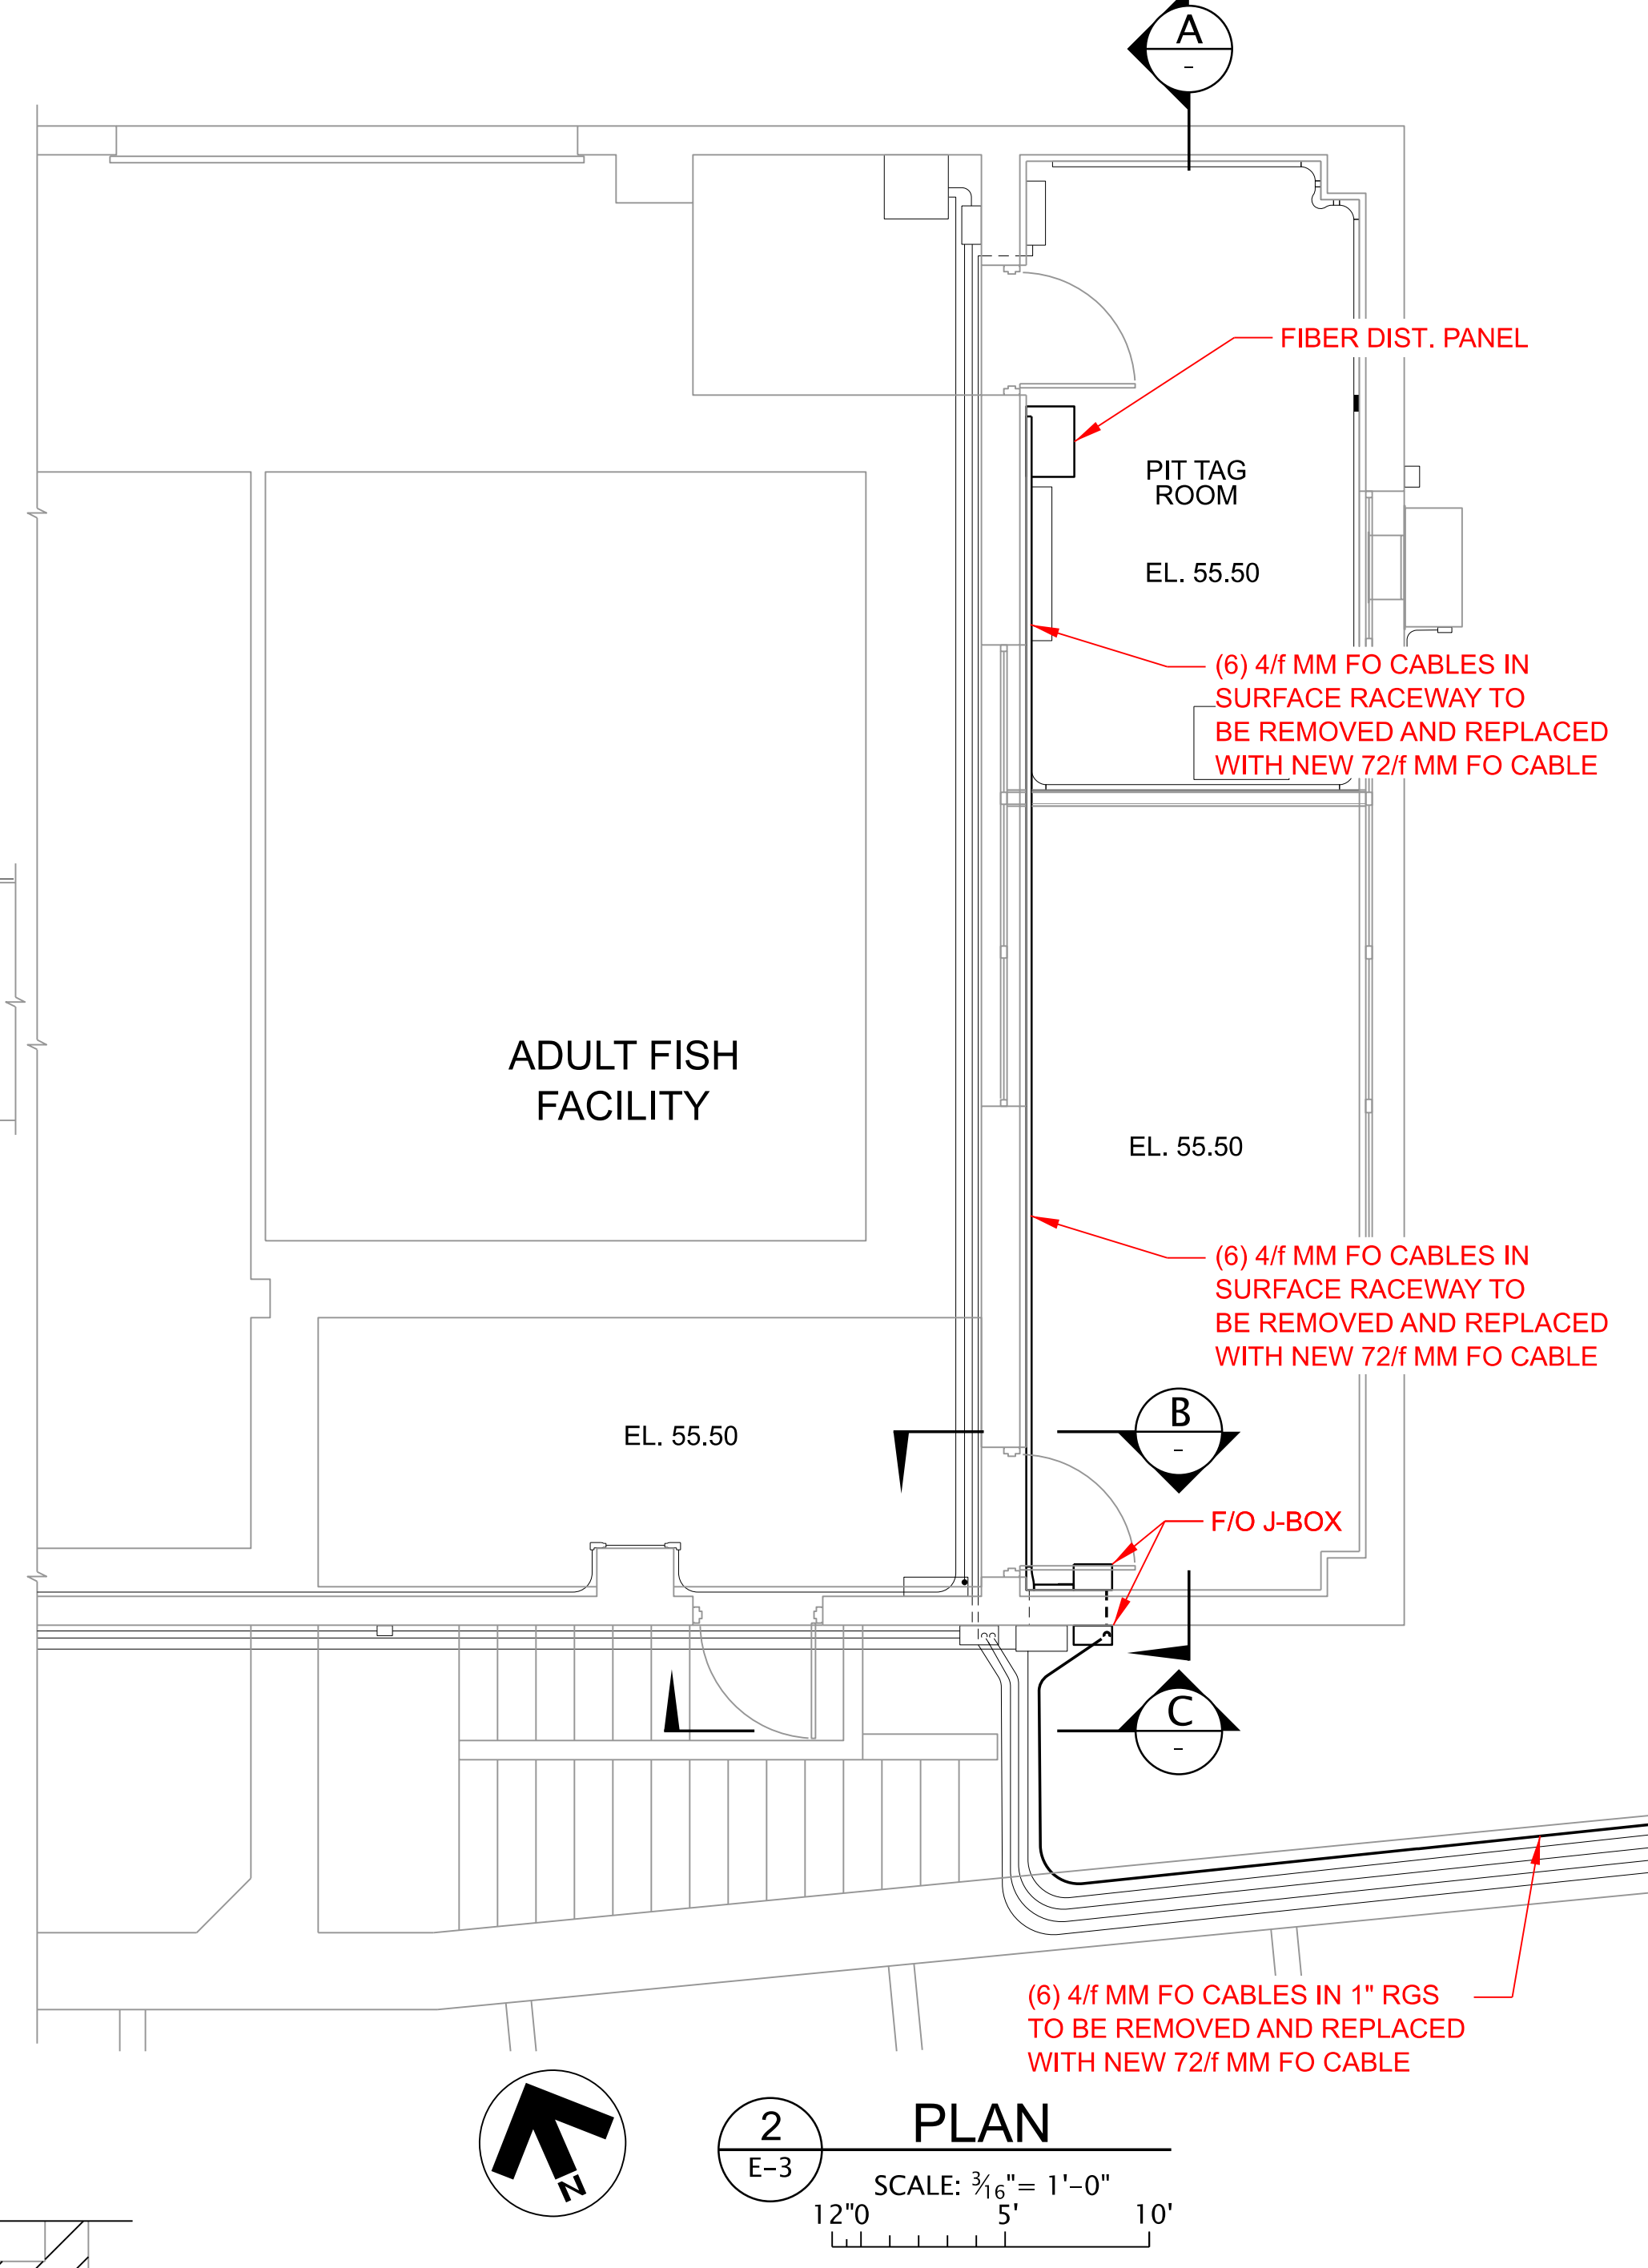 A
-
FIBER DIST. PANEL
PIT TAG
ROOM
EL. 55.50
(6) 4/f MM FO CABLES IN
SURFACE RACEWAY TO
BE REMOVED AND REPLACED
WITH NEW 72/f MM FO CABLE
ADULT FISH
FACILITY
EL. 55.50
(6) 4/f MM FO CABLES IN
SURFACE RACEWAY TO
BE REMOVED AND REPLACED
WITH NEW 72/f MM FO CABLE
B
-
EL. 55.50
F/O J-BOX
C
-
(6) 4/f MM FO CABLES IN 1" RGS
TO BE REMOVED AND REPLACED
WITH NEW 72/f MM FO CABLE
N
2
E-3
PLAN
SCALE: 3/16"= 1'-0"
12"0 5' 10'